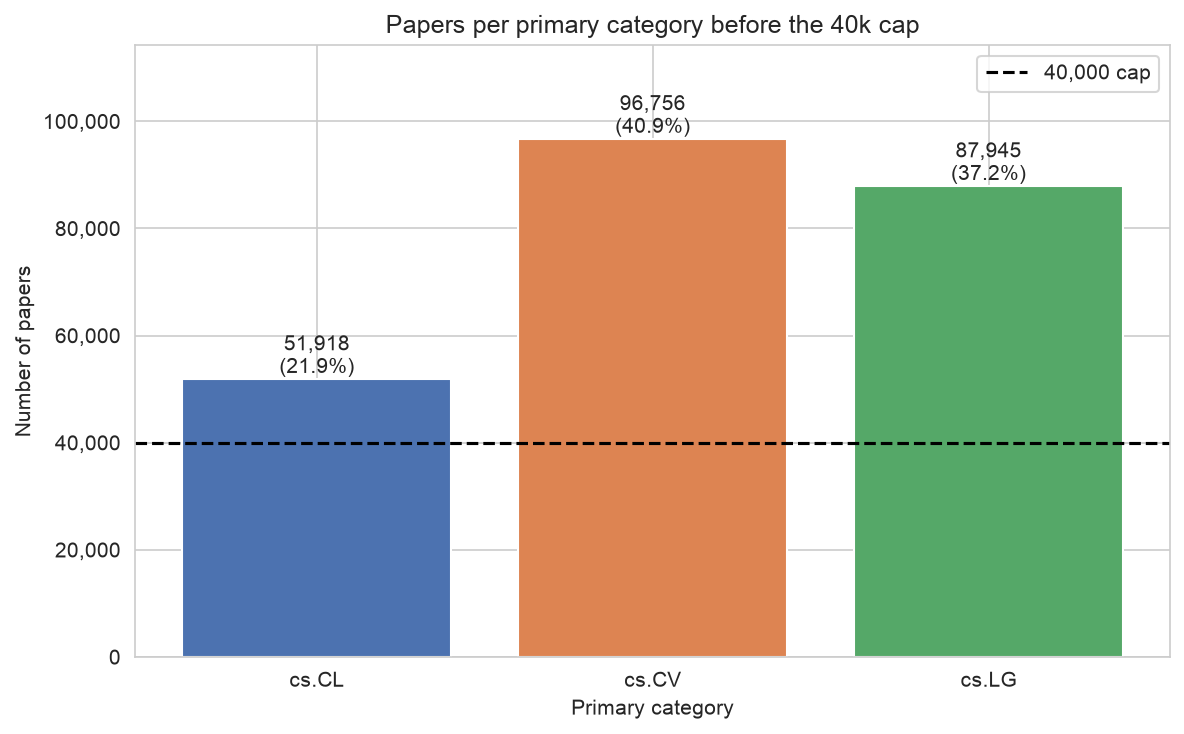 Papers per primary category before the 40k cap
40,000 cap
Number of papers
100,000
80,000
60,000
40,000
20,000
0
51,918
(21.9%)
96,756
(40.9%)
87,945
(37.2%)
cs.CL
cs.CV
cs.LG
Primary category